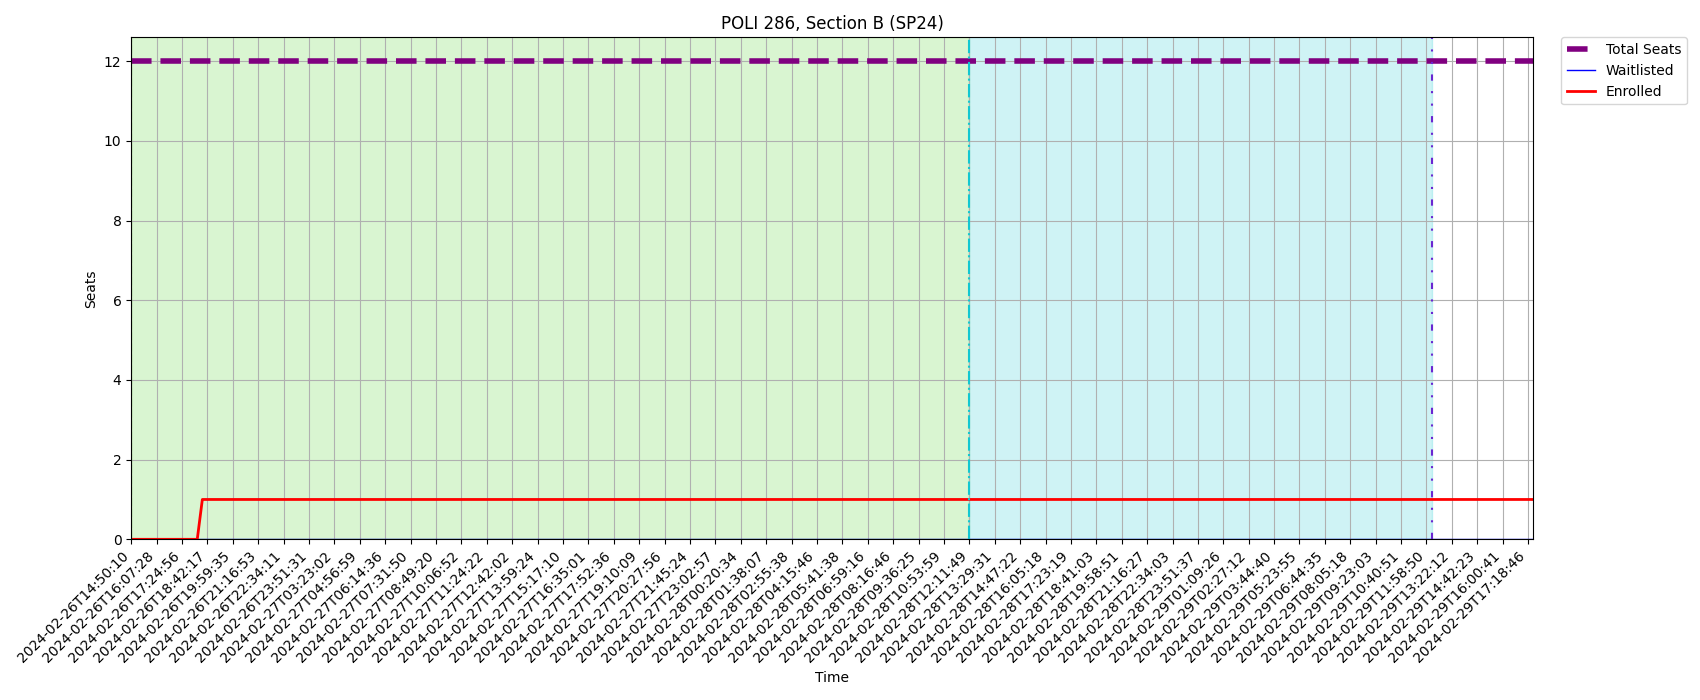 POLI 286, Section B (SP24)
Total Seats
Waitlisted
Enrolled
12
10
8
6
4
2
0
Seats
2024-02-26T14:50:10
2024-02-26T16:07:28
2024-02-26T17:24:56
2024-02-26T18:42:17
2024-02-26T19:59:35
2024-02-26T21:16:53
2024-02-26T22:34:11
2024-02-26T23:51:31
2024-02-27T03:23:02
2024-02-27T04:56:59
2024-02-27T06:14:36
2024-02-27T07:31:50
2024-02-27T08:49:20
2024-02-27T10:06:52
2024-02-27T11:24:22
2024-02-27T12:42:02
2024-02-27T13:59:24
2024-02-27T15:17:10
2024-02-27T16:35:01
2024-02-27T17:52:36
2024-02-27T19:10:09
2024-02-27T20:27:56
2024-02-27T21:45:24
2024-02-27T23:02:57
2024-02-28T00:20:34
2024-02-28T01:38:07
2024-02-28T02:55:38
2024-02-28T04:15:46
2024-02-28T05:41:38
2024-02-28T06:59:16
2024-02-28T08:16:46
2024-02-28T09:36:25
2024-02-28T10:53:59
2024-02-28T12:11:49
2024-02-28T13:29:31
2024-02-28T14:47:22
2024-02-28T16:05:18
2024-02-28T17:23:19
2024-02-28T18:41:03
2024-02-28T19:58:51
2024-02-28T21:16:27
2024-02-28T22:34:03
2024-02-28T23:51:37
2024-02-29T01:09:26
2024-02-29T02:27:12
2024-02-29T03:44:40
2024-02-29T05:23:55
2024-02-29T06:44:35
2024-02-29T08:05:18
2024-02-29T09:23:03
2024-02-29T10:40:51
2024-02-29T11:58:50
2024-02-29T13:22:12
2024-02-29T14:42:23
2024-02-29T16:00:41
2024-02-29T17:18:46
Time